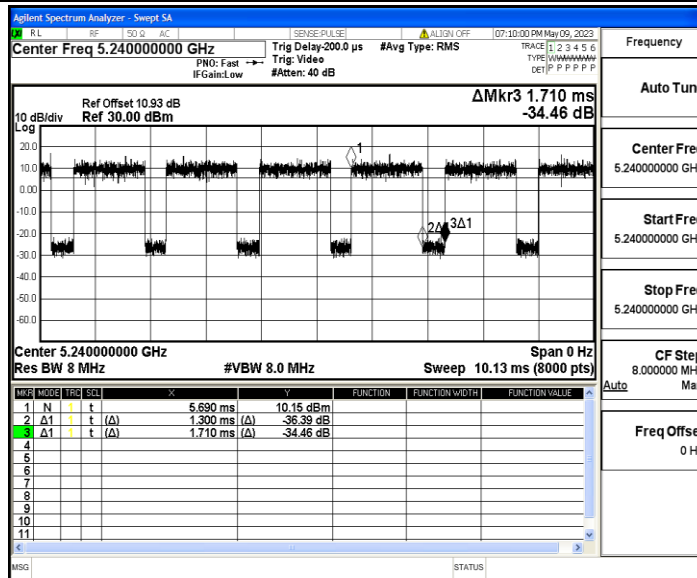 Agilent Spectrum Analyzer - Swept SA
RL RF 50 Ω AC SENSE:PULSE ALIGN OFF 07:10:00 PM May 09, 2023
Center Freq 5.240000000 GHz
PNO: Fast
IFGain:Low
Trig Delay-200.0 µs
Trig: Video
#Atten: 40 dB
#Avg Type: RMS
TRACE 1 2 3 4 5 6
TYPE
DET P P P P P P
Ref Offset 10.93 dB
10 dB/div Ref 30.00 dBm
Log
ΔMkr3 1.710 ms
-34.46 dB
20.0
10.0
0.00
-10.0
-20.0
-30.0
-40.0
-50.0
-60.0
1
2Δ1
3Δ1
Center 5.240000000 GHz Span 0 Hz
Res BW 8 MHz #VBW 8.0 MHz Sweep 10.13 ms (8000 pts)
MKR MODE TRC SCL X Y FUNCTION FUNCTION WIDTH FUNCTION VALUE
1 N 1 t 5.690 ms 10.15 dBm
2 Δ1 1 t (Δ) 1.300 ms (Δ) -36.39 dB
3 Δ1 1 t (Δ) 1.710 ms (Δ) -34.46 dB
4
5
6
7
8
9
10
11
MSG STATUS
Frequency
Auto Tun
Center Fre
5.240000000 GH
Start Fre
5.240000000 GH
Stop Fre
5.240000000 GH
CF Step
8.000000 MH
Auto Ma
Freq Offse
0 H